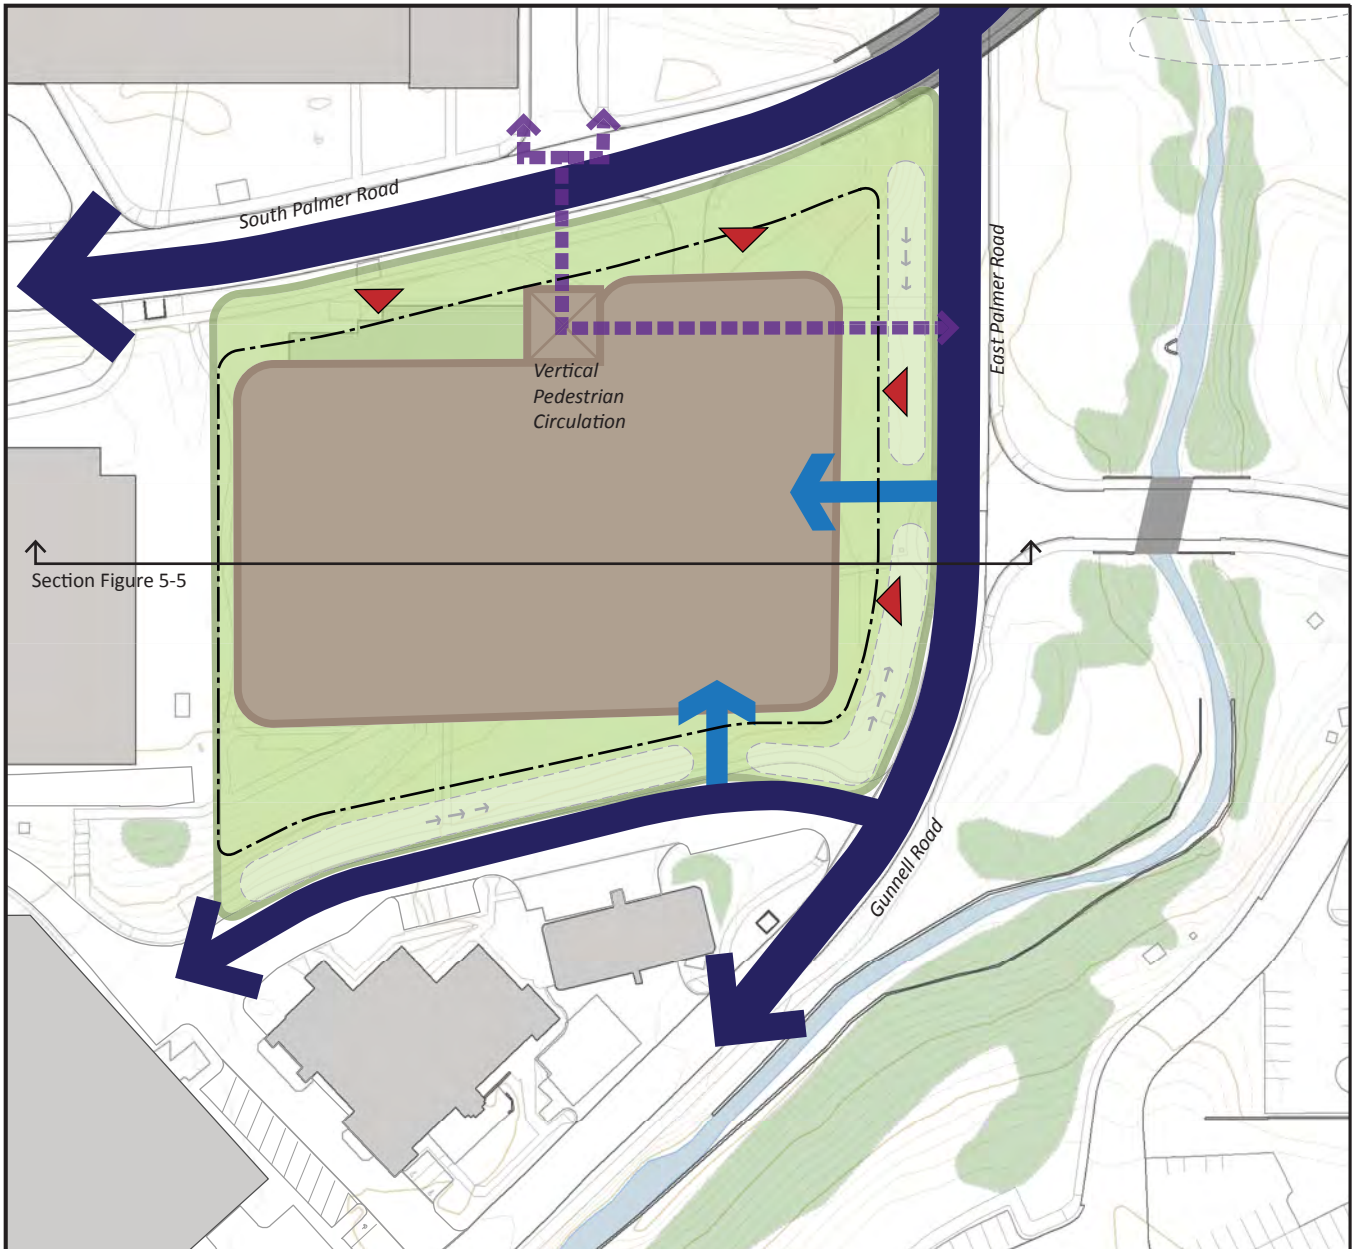 South Palmer Road
East Palmer Road
Vertical
Pedestrian
Circulation
Section Figure 5-5
Gunnell Road